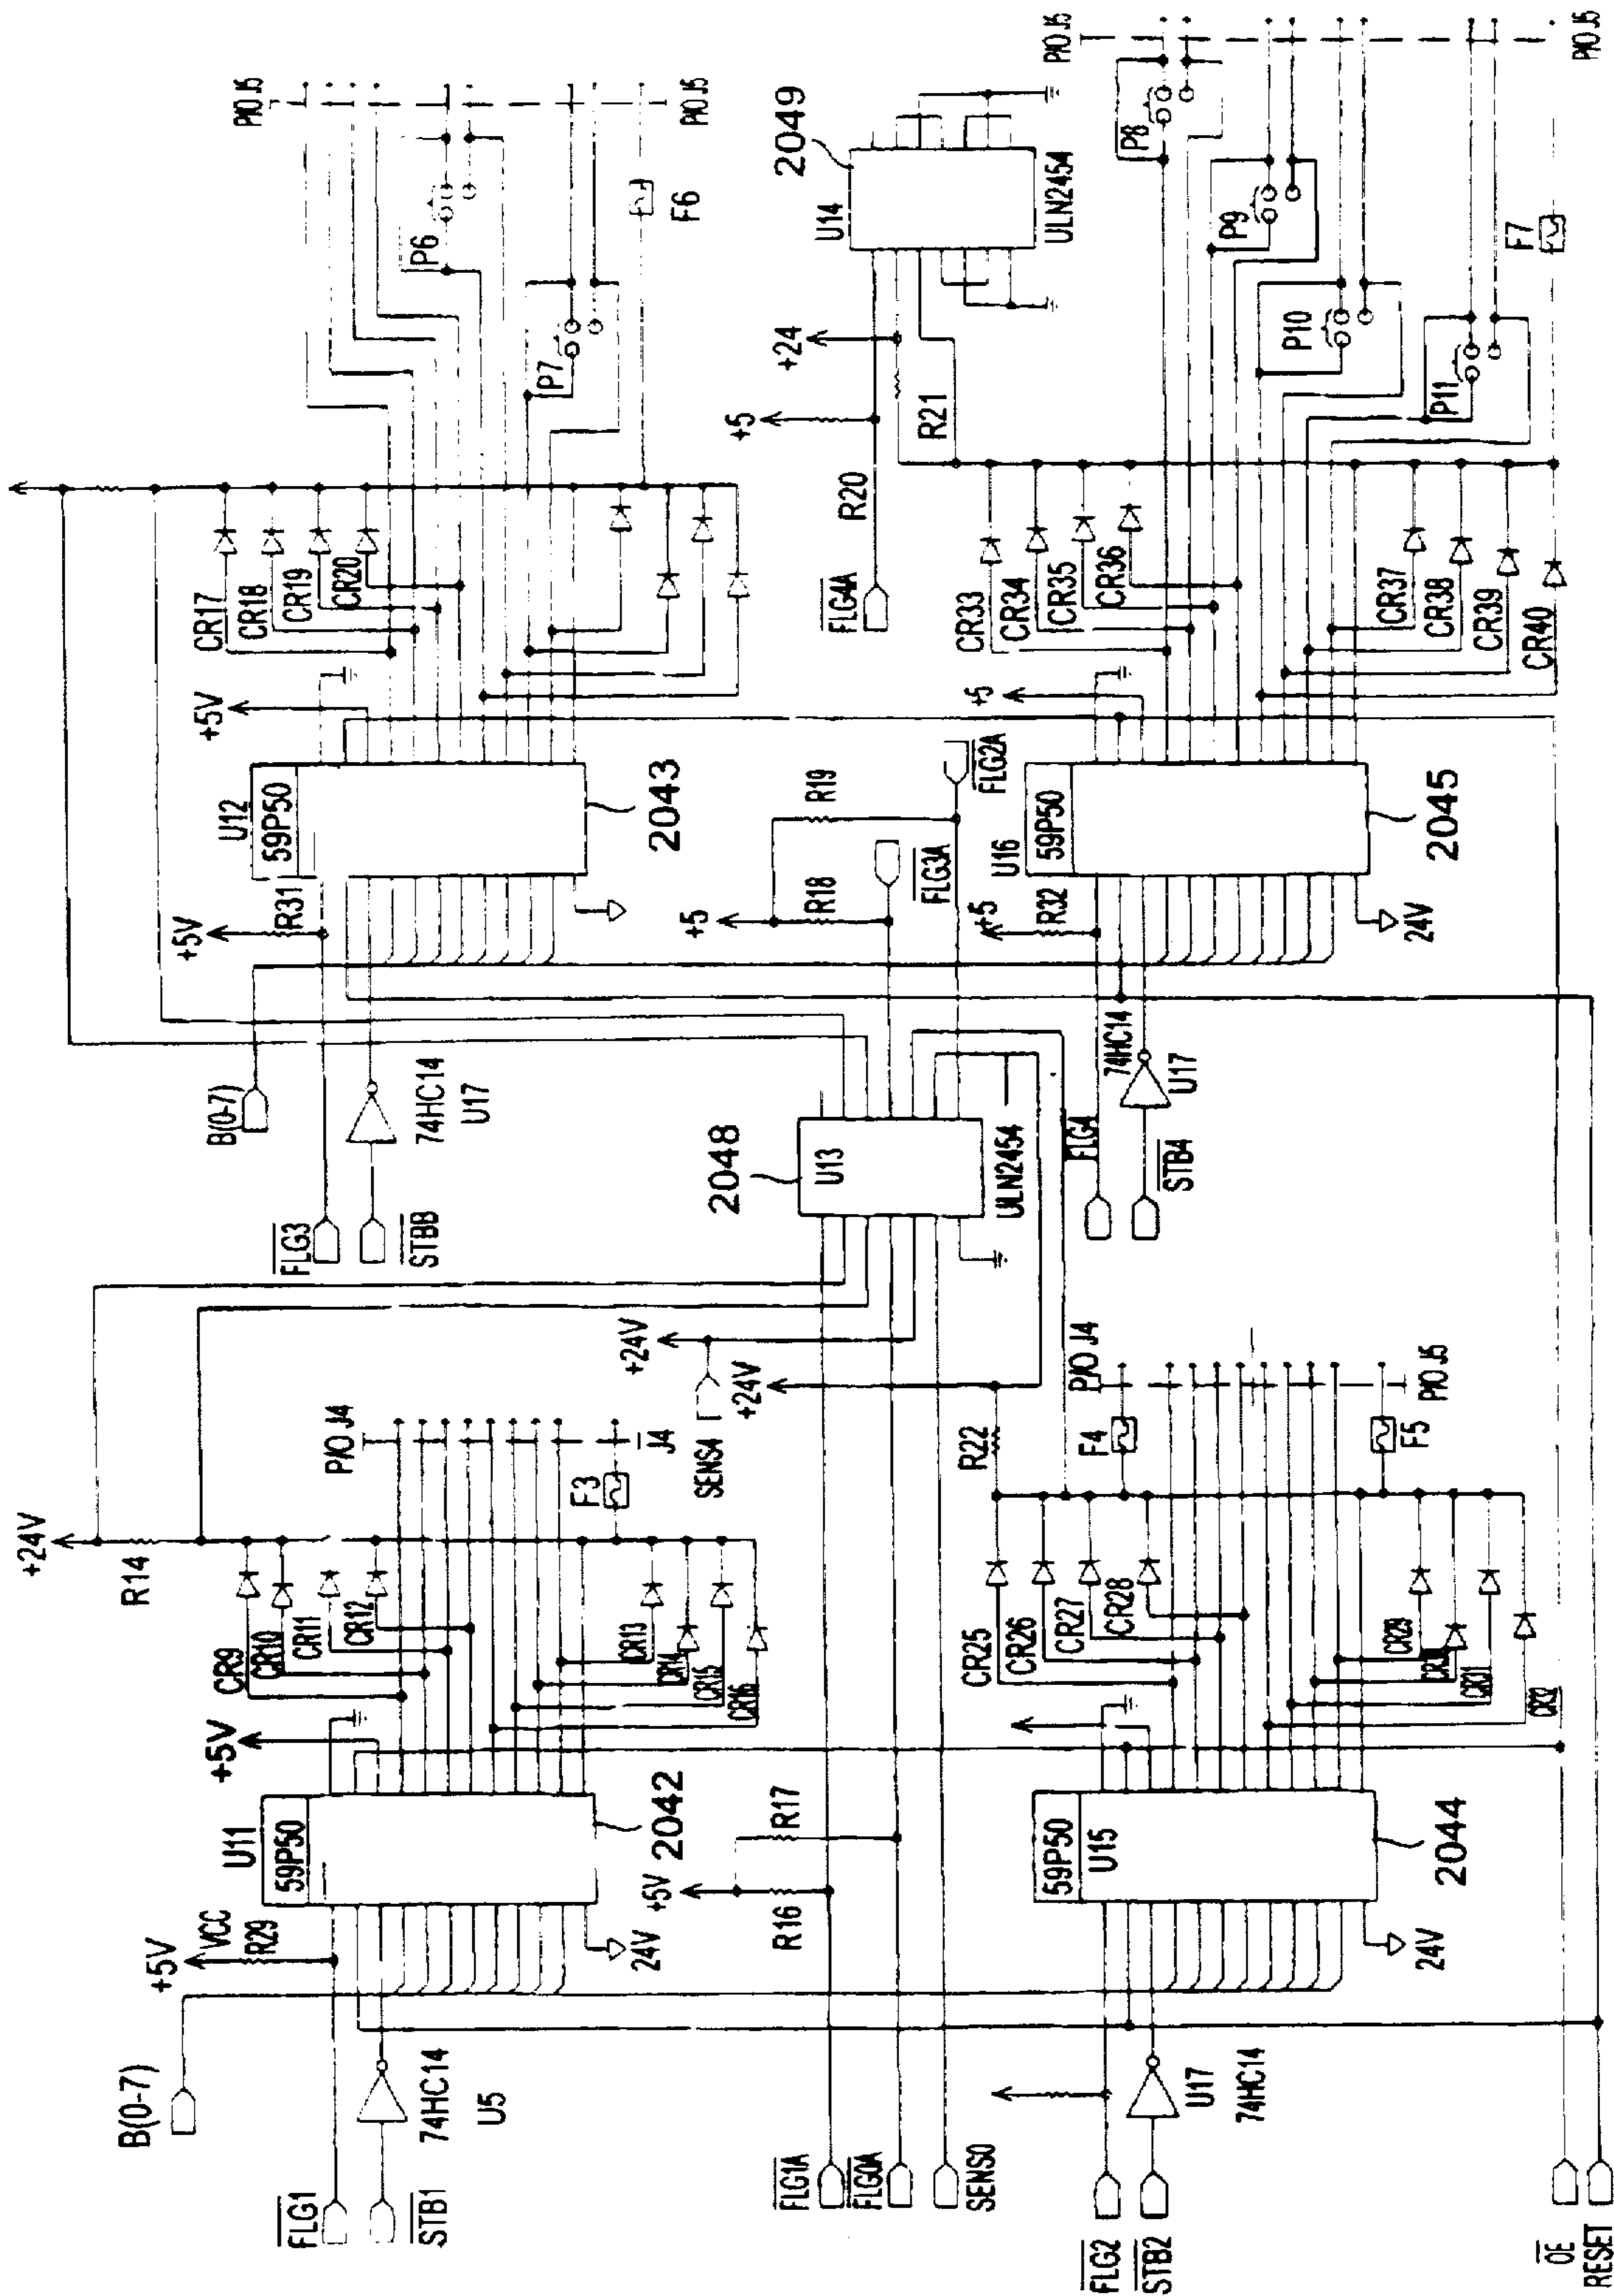 B(0-7)
+5V
VCC
R29
FLG1
STB1
74HC14
U5
U11
59P50
2042
24V
+5V
+24V
R14
CR9
CR10
CR11
CR12
CR13
CR14
CR15
CR16
P/O J4
J4
F3
+5V
R16
R17
FLG1A
FLG0A
SENSO
+24V
SENS4
+24V
2048
U13
ULN2454
FLG2
STB2
U17
74HC14
59P50
U15
2044
24V
CR25
CR26
CR27
CR28
CR29
R22
P/O J4
F4
F5
P/O J5
OE
RESET
B(0-7)
FLG3
STBB
74HC14
U17
+5V
R31
U12
59P50
2043
+5V
CR17
CR18
CR19
CR20
P/O J5
P6
P7
F6
P/O J5
+5
R18
R19
FLG3A
FLG2A
FLG4
STB4
74HC14
U17
+5
R32
U16
59P50
2045
24V
+5
FLG4A
R20
+5
+24
R21
U14
2049
ULN2454
CR33
CR34
CR35
CR36
CR37
CR38
CR39
CR40
P8
P9
P10
P11
F7
P/O J5
P/O J5